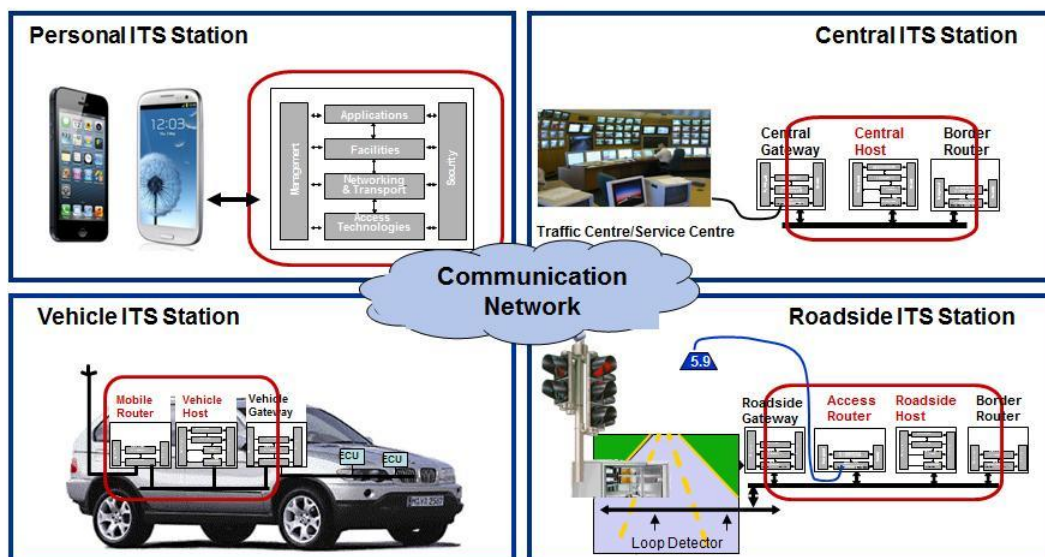 Personal ITS Station
12:03
Management
Applications
Facilities
Networking
& Transport
Access
Technologies
Security
Central ITS Station
Central
Gateway
Central
Host
Border
Router
Traffic Centre/Service Centre
Communication
Network
Vehicle ITS Station
Mobile
Router
Vehicle
Host
Vehicle
Gateway
ECU
ECU
Roadside ITS Station
5.9
Roadside
Gateway
Access
Router
Roadside
Host
Border
Router
Loop Detector